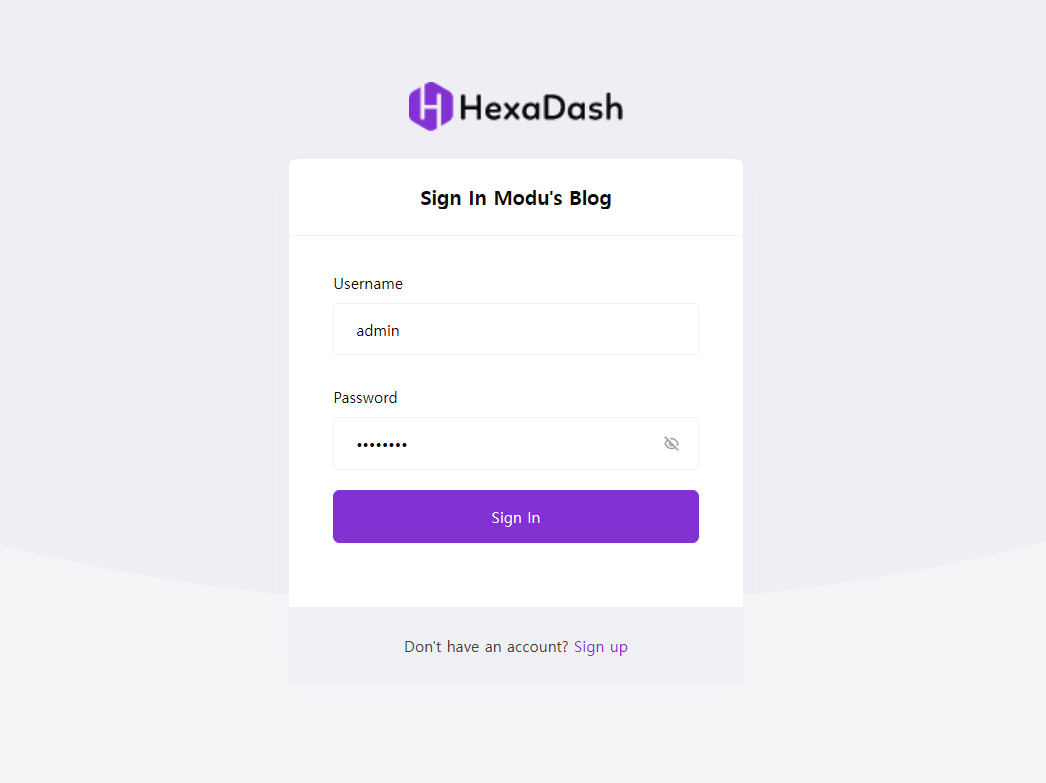 HexaDash
Sign In Modu's Blog
Username
admin
Password
••••••••
Sign In
Don't have an account? Sign up